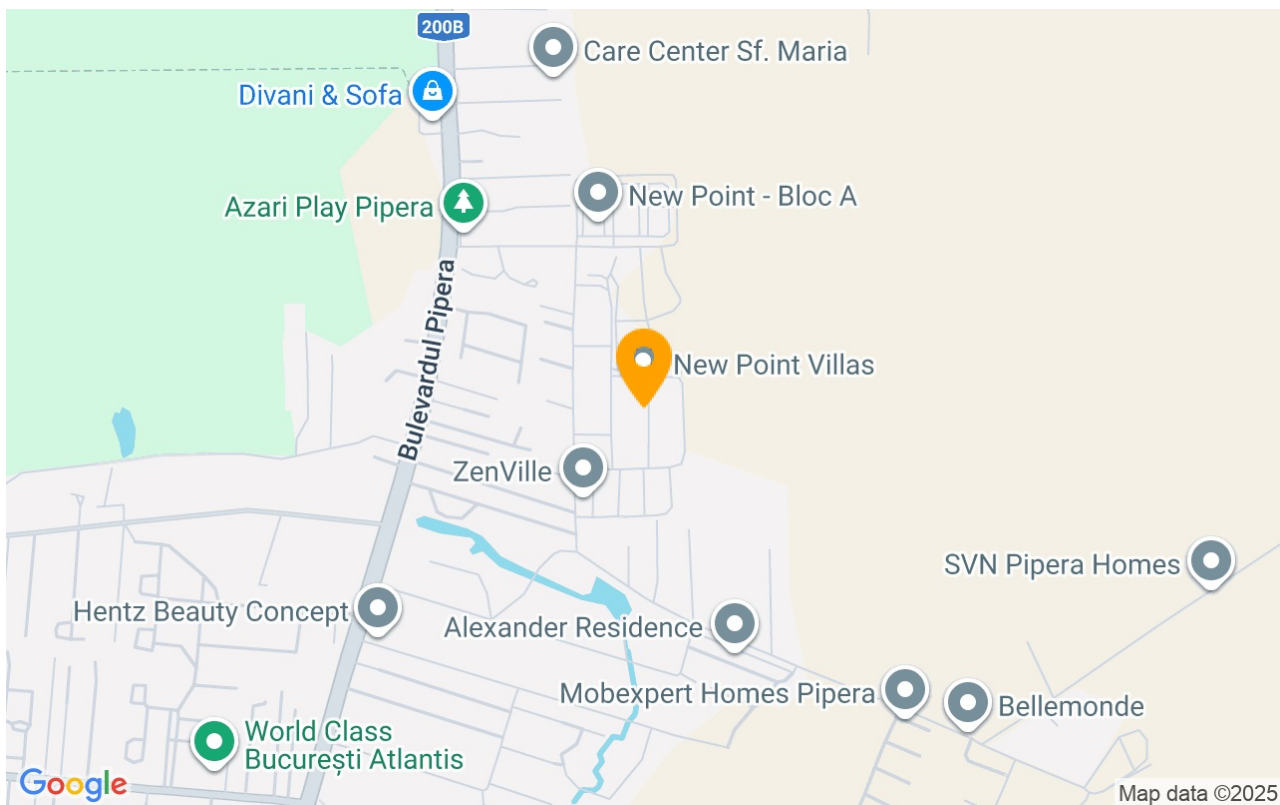 200B
Care Center Sf. Maria
Divani & Sofa
New Point - Bloc A
Azari Play Pipera
Bulevardul Pipera
New Point Villas
ZenVille
SVN Pipera Homes
Hentz Beauty Concept
Alexander Residence
Mobexpert Homes Pipera
Bellemonde
World Class
București Atlantis
Google
Map data ©2025